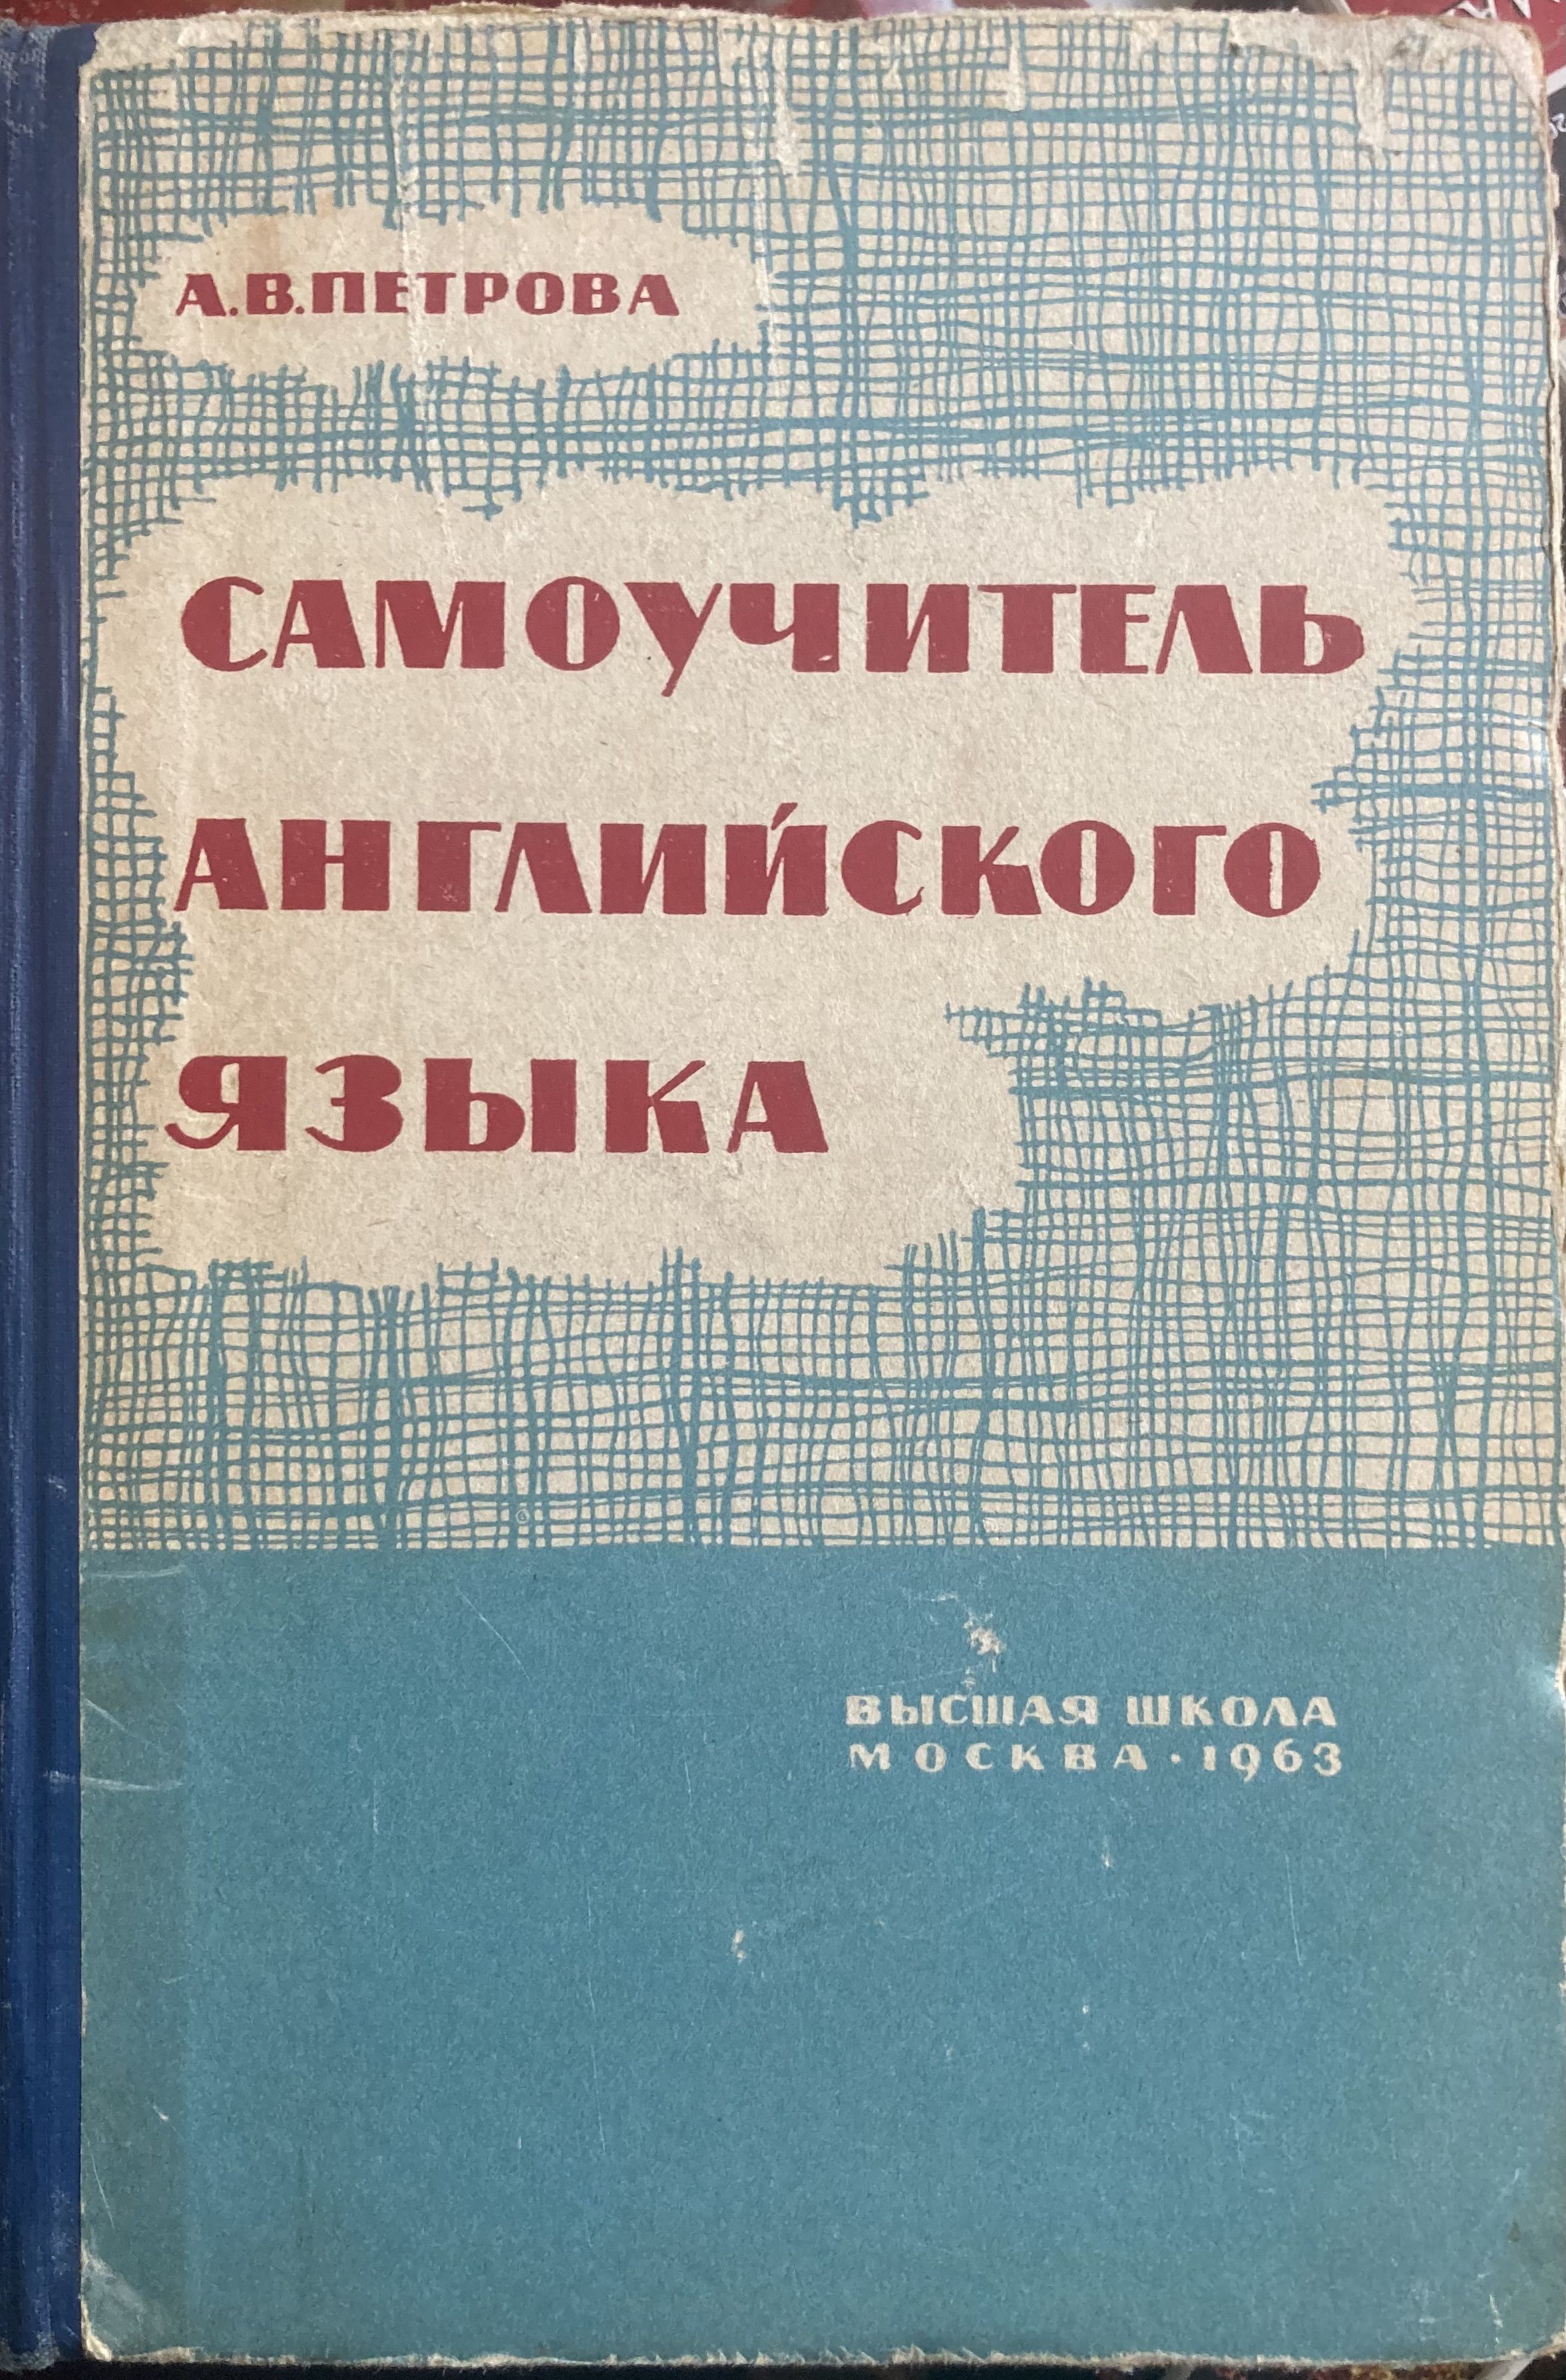 А.В.ПЕТРОВА
САМОУЧИТЕЛЬ
АНГЛИЙСКОГО
ЯЗЫКА
ВЫСШАЯ ШКОЛА
МОСКВА · 1963